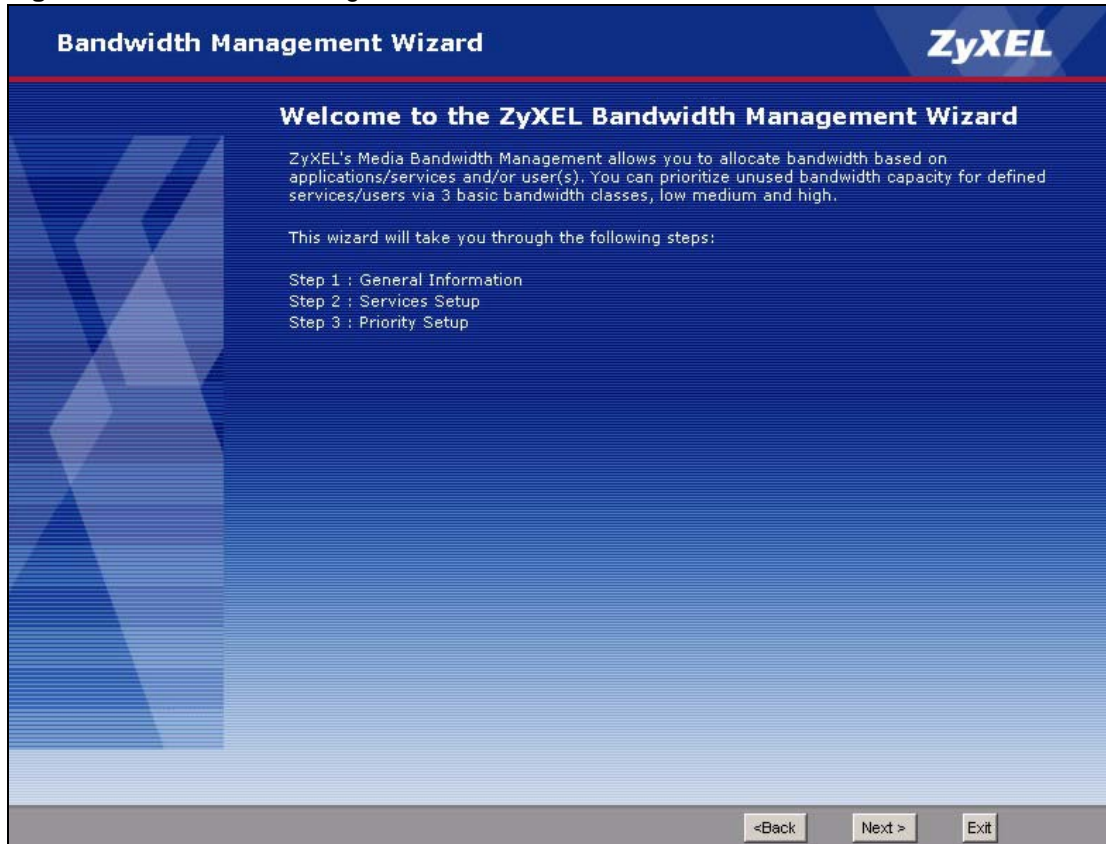 Bandwidth Management Wizard
ZyXEL
Welcome to the ZyXEL Bandwidth Management Wizard
ZyXEL's Media Bandwidth Management allows you to allocate bandwidth based on
applications/services and/or user(s). You can prioritize unused bandwidth capacity for defined
services/users via 3 basic bandwidth classes, low medium and high.
This wizard will take you through the following steps:
Step 1 : General Information
Step 2 : Services Setup
Step 3 : Priority Setup
<Back
Next >
Exit